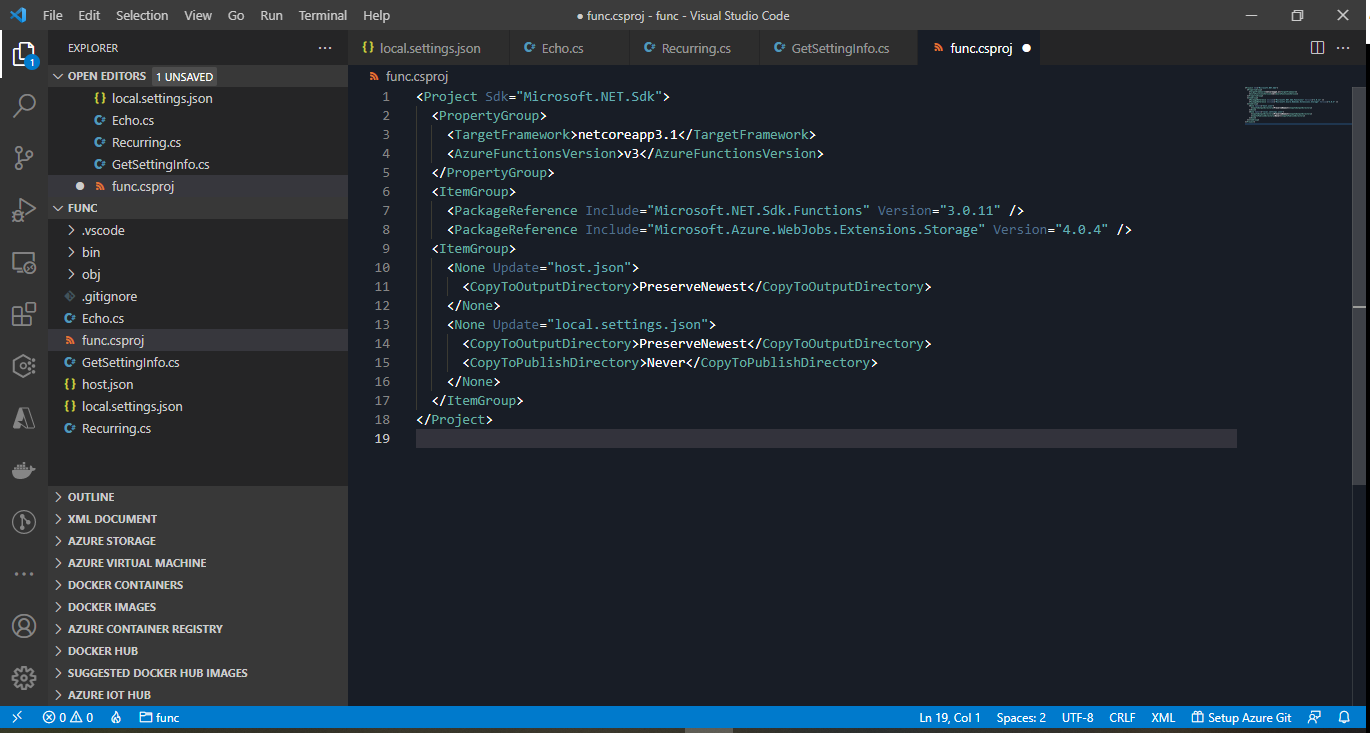 File Edit Selection View Go Run Terminal Help
● func.csproj - func - Visual Studio Code
EXPLORER
OPEN EDITORS 1 UNSAVED
{} local.settings.json
C# Echo.cs
C# Recurring.cs
C# GetSettingInfo.cs
func.csproj
FUNC
.vscode
bin
obj
.gitignore
C# Echo.cs
func.csproj
C# GetSettingInfo.cs
{} host.json
{} local.settings.json
C# Recurring.cs
OUTLINE
XML DOCUMENT
AZURE STORAGE
AZURE VIRTUAL MACHINE
DOCKER CONTAINERS
DOCKER IMAGES
AZURE CONTAINER REGISTRY
DOCKER HUB
SUGGESTED DOCKER HUB IMAGES
AZURE IOT HUB
1
{} local.settings.json C# Echo.cs C# Recurring.cs C# GetSettingInfo.cs func.csproj
func.csproj
1 <Project Sdk="Microsoft.NET.Sdk">
2 <PropertyGroup>
3 <TargetFramework>netcoreapp3.1</TargetFramework>
4 <AzureFunctionsVersion>v3</AzureFunctionsVersion>
5 </PropertyGroup>
6 <ItemGroup>
7 <PackageReference Include="Microsoft.NET.Sdk.Functions" Version="3.0.11" />
8 <PackageReference Include="Microsoft.Azure.WebJobs.Extensions.Storage" Version="4.0.4" />
9 <ItemGroup>
10 <None Update="host.json">
11 <CopyToOutputDirectory>PreserveNewest</CopyToOutputDirectory>
12 </None>
13 <None Update="local.settings.json">
14 <CopyToOutputDirectory>PreserveNewest</CopyToOutputDirectory>
15 <CopyToPublishDirectory>Never</CopyToPublishDirectory>
16 </None>
17 </ItemGroup>
18 </Project>
19
0 0 func Ln 19, Col 1 Spaces: 2 UTF-8 CRLF XML Setup Azure Git